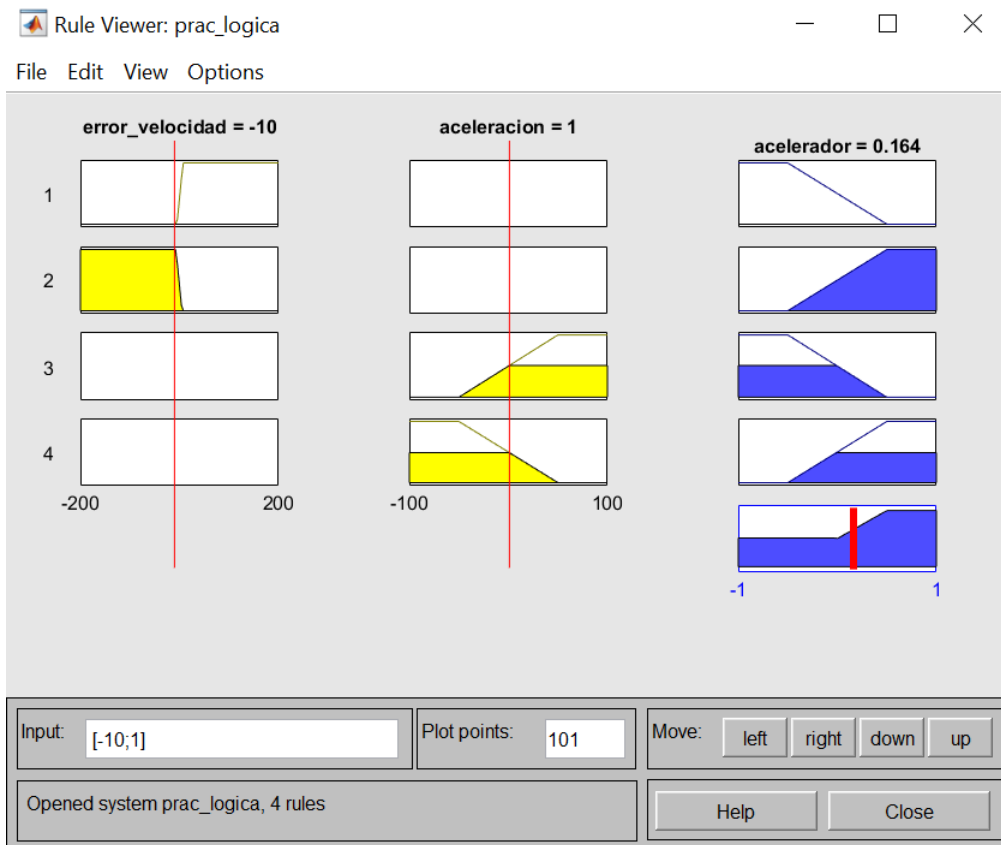 Rule Viewer: prac_logica
File Edit View Options
error_velocidad = -10
aceleracion = 1
acelerador = 0.164
1
2
3
4
-200 200
-100 100
-1 1
Input: [-10;1]
Plot points: 101
Move: left right down up
Opened system prac_logica, 4 rules
Help Close